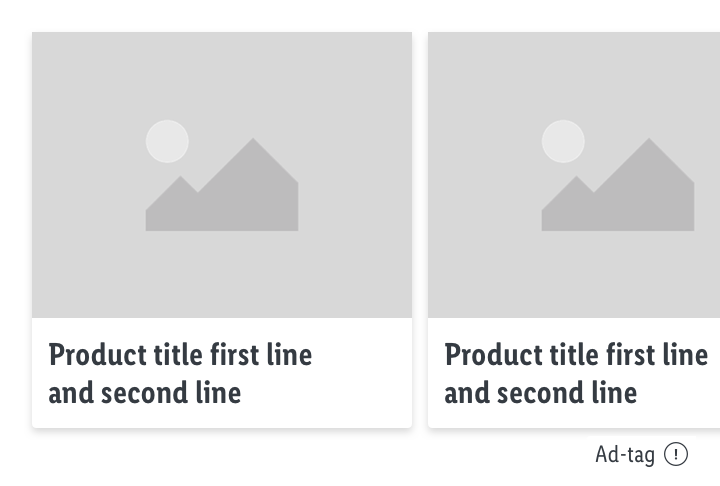 Product title first line
and second line
Product title first line
and second line
Ad-tag